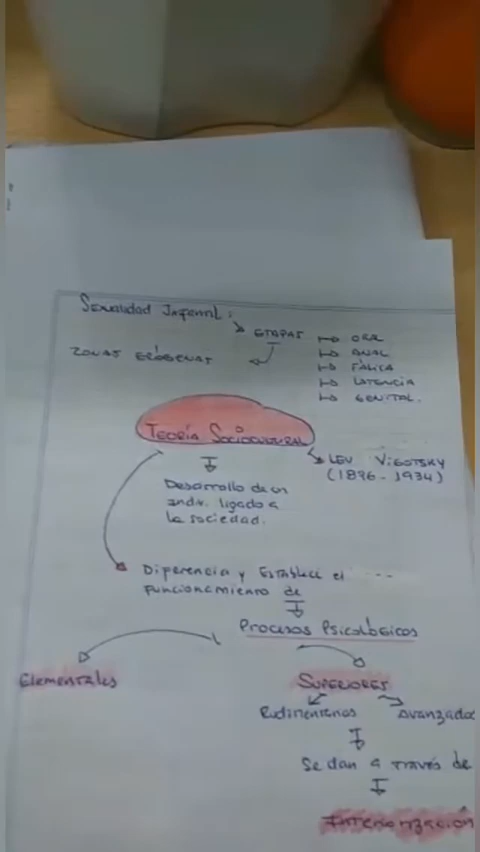 Sexualidad Infantil:
ETAPAS
ORAL
ANAL
FÁLICA
LATENCIA
GENITAL.
ZONAS ERÓGENAS
TEORÍA SOCIOCULTURAL
LEV VIGOTSKY
(1896-1934)
Desarrollo de un
indv. ligado a
la sociedad.
Diferencia y Establece el
funcionamiento de
Procesos Psicológicos
Elementales
SUPERIORES
Rudimentarios
Avanzados
Se dan a través de
INTERIORIZACIÓN